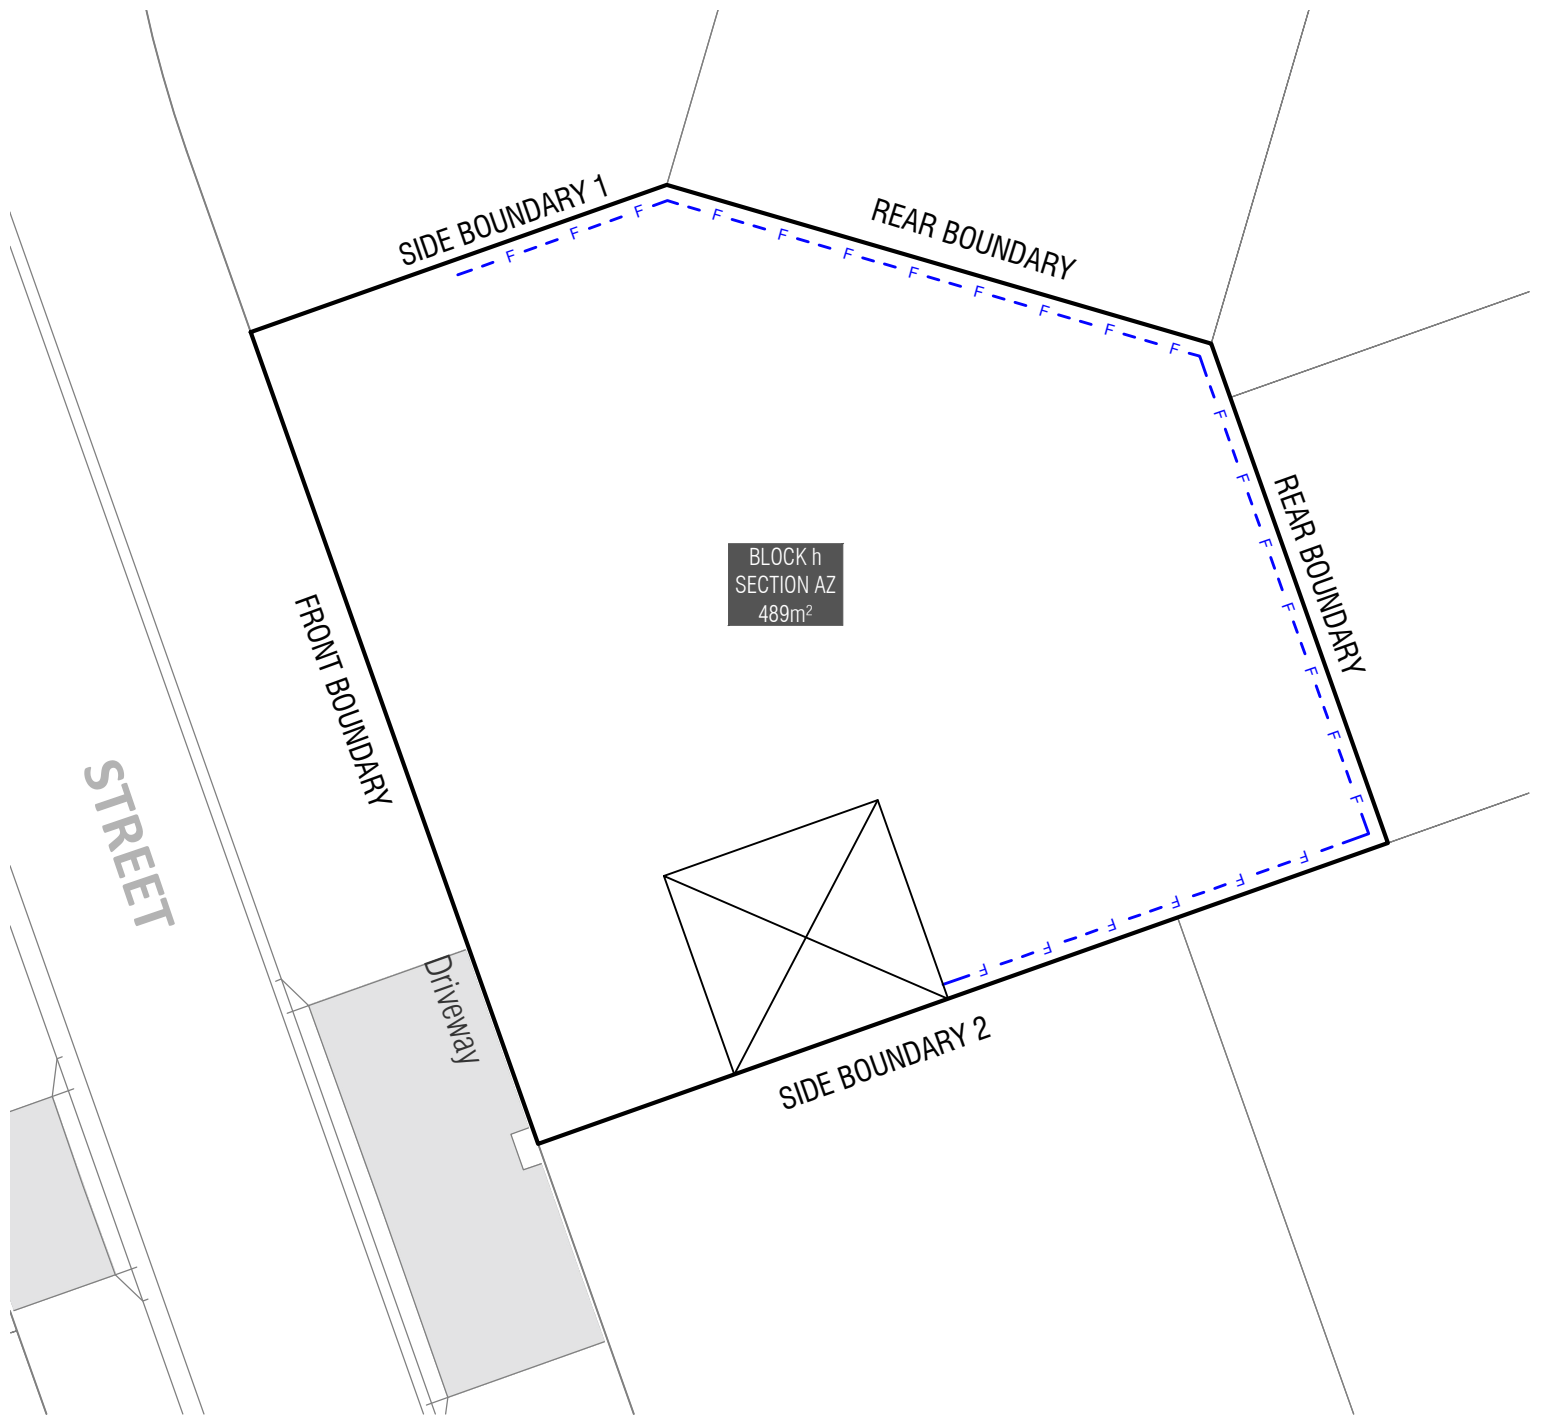 SIDE BOUNDARY 1
F F F
REAR BOUNDARY
F F F F F F F F
REAR BOUNDARY
F F F F F F F
BLOCK h
SECTION AZ
489m²
FRONT BOUNDARY
STREET
Driveway
F F F F F F
SIDE BOUNDARY 2